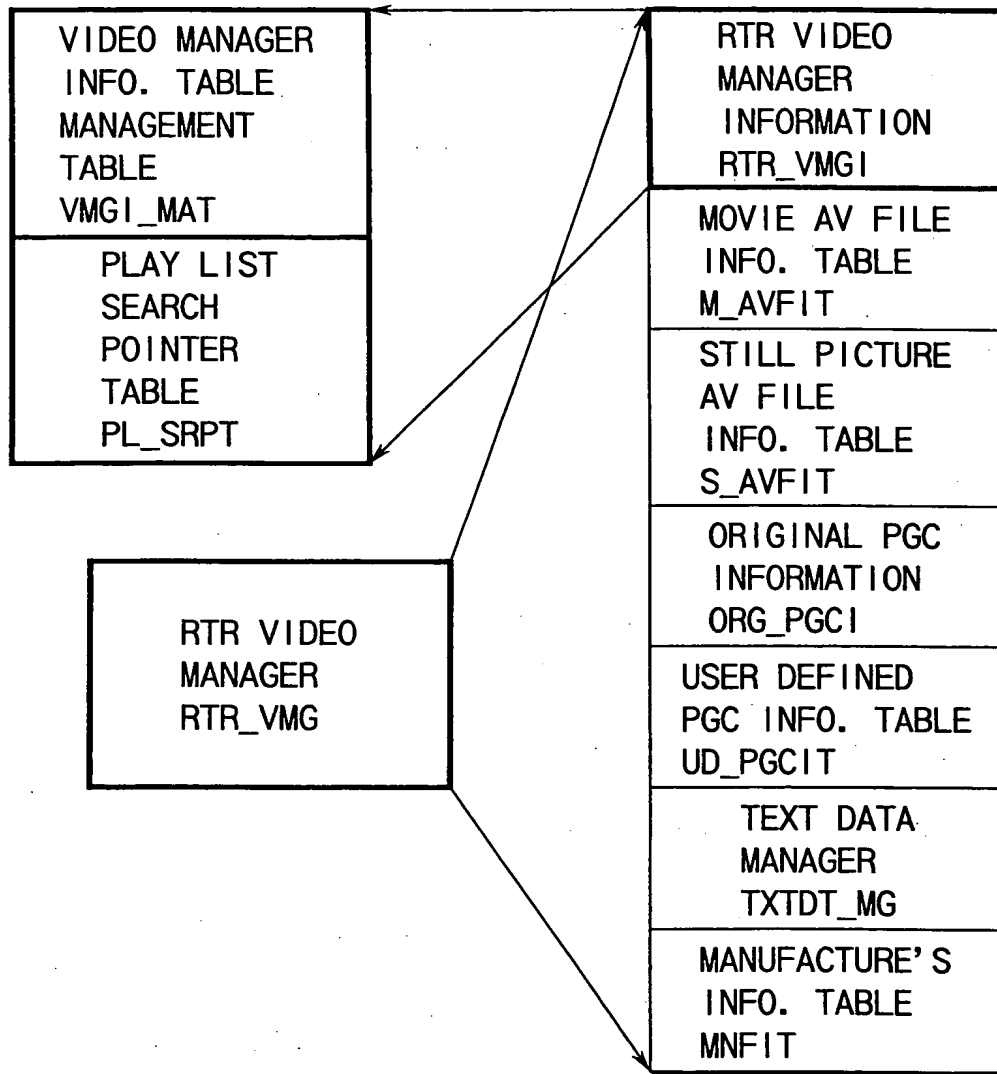 VIDEO MANAGER
INFO. TABLE
MANAGEMENT
TABLE
VMGI_MAT
PLAY LIST
SEARCH
POINTER
TABLE
PL_SRPT
RTR VIDEO
MANAGER
RTR_VMG
RTR VIDEO
MANAGER
INFORMATION
RTR_VMGI
MOVIE AV FILE
INFO. TABLE
M_AVFIT
STILL PICTURE
AV FILE
INFO. TABLE
S_AVFIT
ORIGINAL PGC
INFORMATION
ORG_PGCI
USER DEFINED
PGC INFO. TABLE
UD_PGCIT
TEXT DATA
MANAGER
TXTDT_MG
MANUFACTURE'S
INFO. TABLE
MNFIT